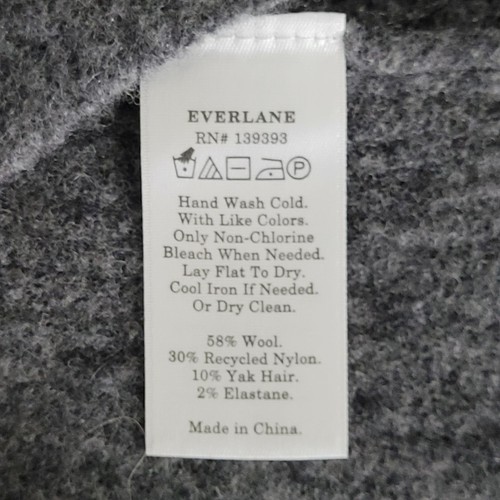 EVERLANE
RN# 139393
P
Hand Wash Cold.
With Like Colors.
Only Non-Chlorine
Bleach When Needed.
Lay Flat To Dry.
Cool Iron If Needed.
Or Dry Clean.
58% Wool.
30% Recycled Nylon.
10% Yak Hair.
2% Elastane.
Made in China.